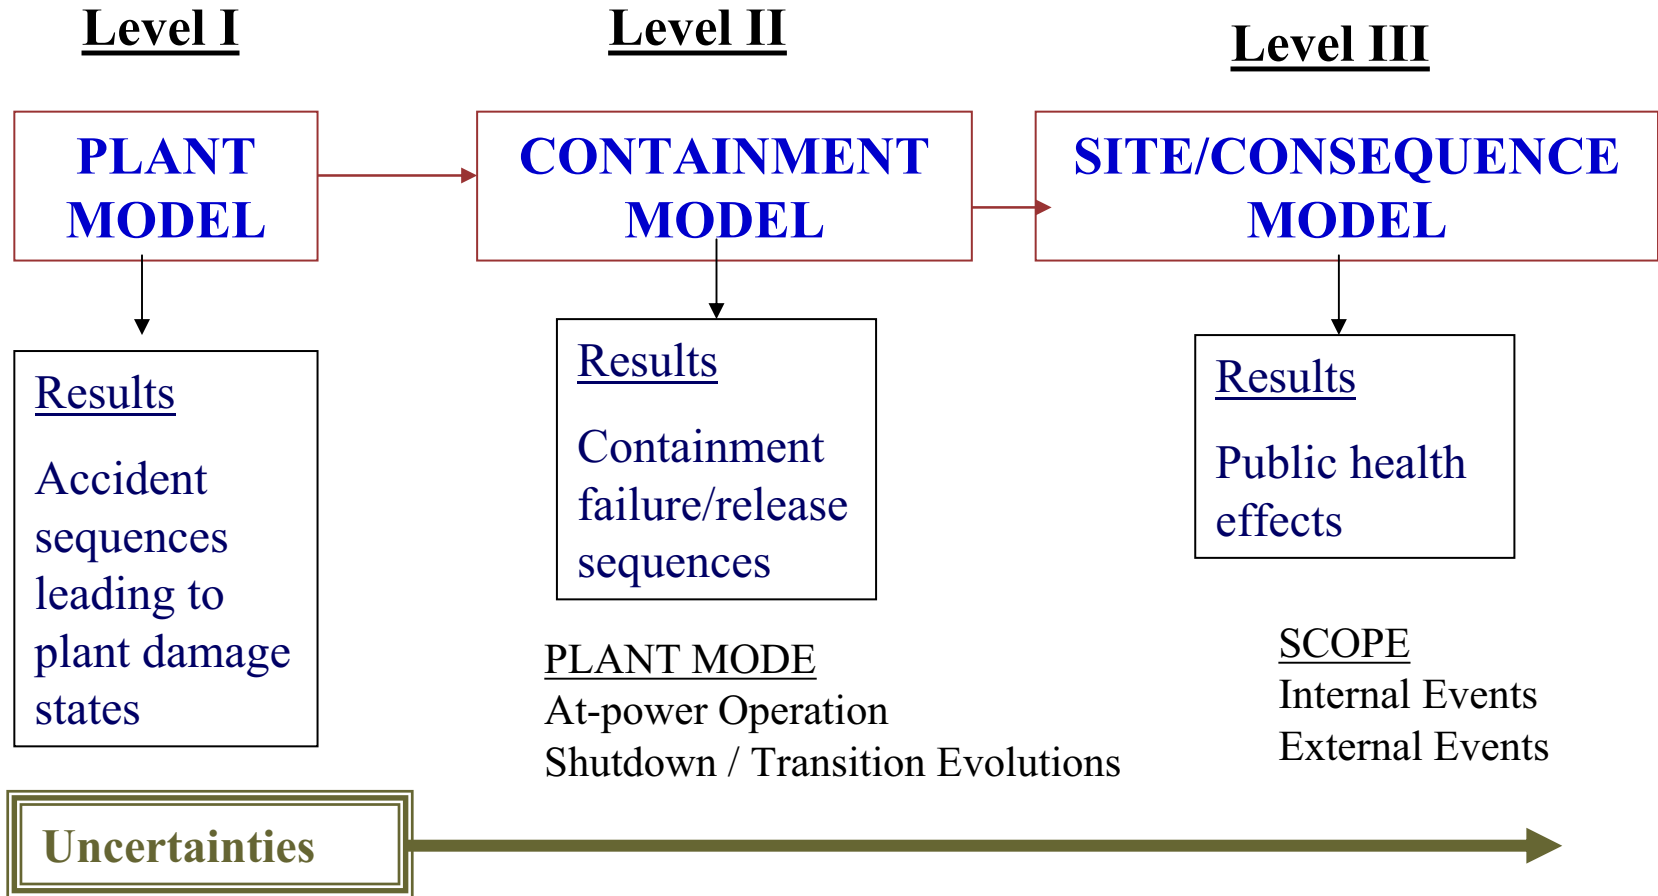 Level I
Level II
Level III
PLANT
MODEL
CONTAINMENT
MODEL
SITE/CONSEQUENCE
MODEL
Results
Accident
sequences
leading to
plant damage
states
Results
Containment
failure/release
sequences
Results
Public health
effects
PLANT MODE
At-power Operation
Shutdown / Transition Evolutions
SCOPE
Internal Events
External Events
Uncertainties